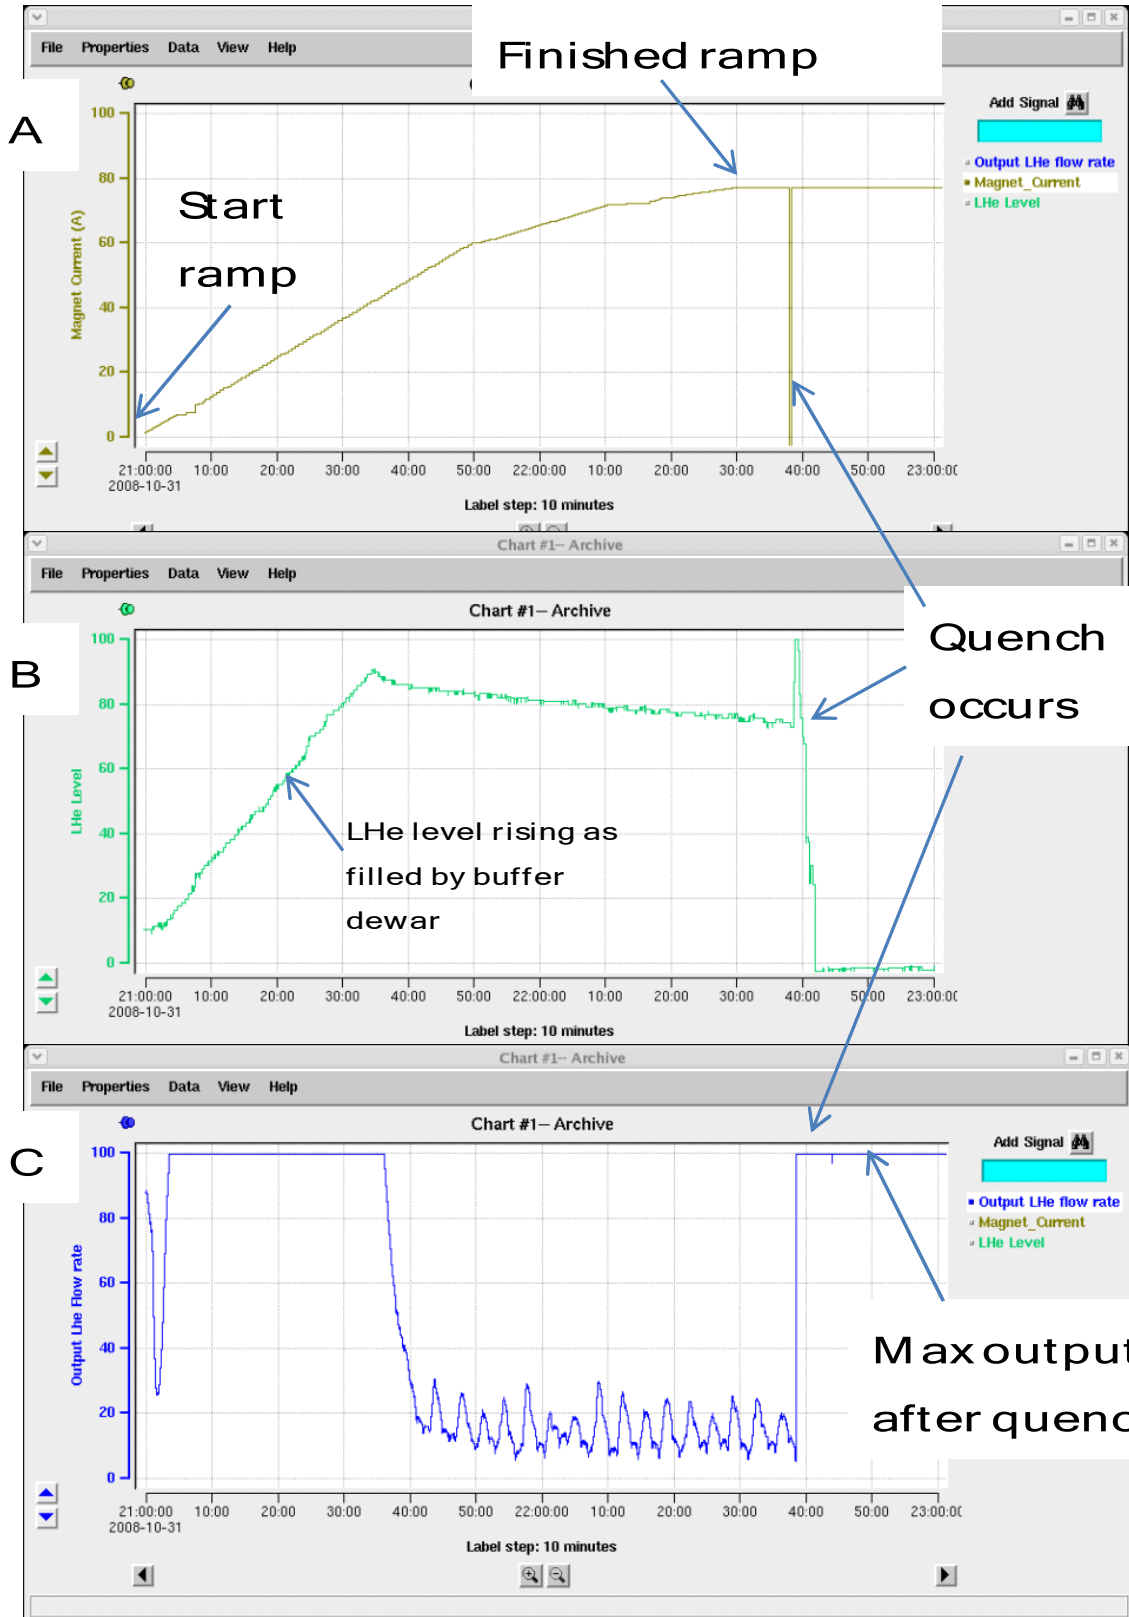 Finished ramp
File Properties Data View Help
A
Add Signal
Output LHe flow rate
Magnet_Current
LHe Level
Start
ramp
Magnet Current (A)
100
80
60
40
20
0
21:00:00 10:00 20:00 30:00 40:00 50:00 22:00:00 10:00 20:00 30:00 40:00 50:00 23:00:0
2008-10-31
Label step: 10 minutes
Chart #1-- Archive
File Properties Data View Help
Chart #1-- Archive
B
Quench
occurs
LHe Level
100
80
60
40
20
0
LHe level rising as
filled by buffer
dewar
21:00:00 10:00 20:00 30:00 40:00 50:00 22:00:00 10:00 20:00 30:00 40:00 50:00 23:00:0
2008-10-31
Label step: 10 minutes
Chart #1-- Archive
File Properties Data View Help
Chart #1-- Archive
C
Add Signal
Output LHe flow rate
Magnet_Current
LHe Level
Output Lhe Flow rate
100
80
60
40
20
0
Max output
after quenc
21:00:00 10:00 20:00 30:00 40:00 50:00 22:00:00 10:00 20:00 30:00 40:00 50:00 23:00:0
2008-10-31
Label step: 10 minutes